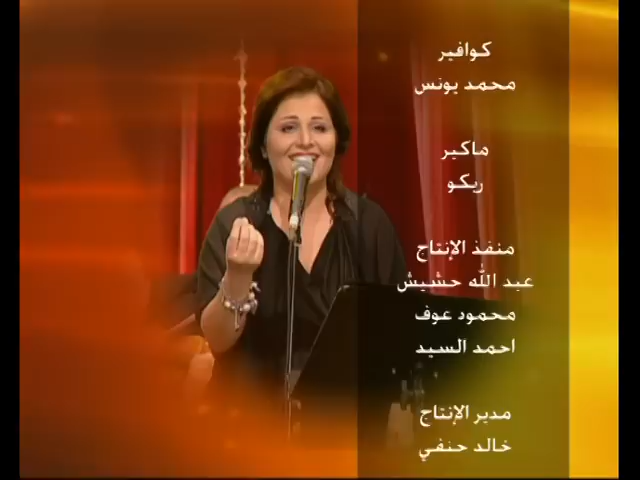 كوافير
محمد يونس
ماكير
ريكو
منفذ الإنتاج
عبد الله حشيش
محمود عوف
احمد السيد
مدير الإنتاج
خالد حنفي